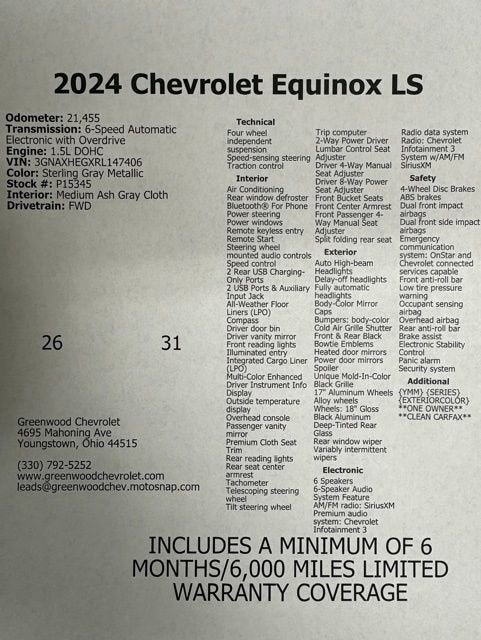 2024 Chevrolet Equinox LS
Odometer: 21,455
Transmission: 6-Speed Automatic
Electronic with Overdrive
Engine: 1.5L DOHC
VIN: 3GNAXHEGXRL147406
Color: Sterling Gray Metallic
Stock #: P15345
Interior: Medium Ash Gray Cloth
Drivetrain: FWD
26
31
Greenwood Chevrolet
4695 Mahoning Ave
Youngstown, Ohio 44515
(330) 792-5252
www.greenwoodchevy.com
leads@greenwoodchev.motosnap.com
Technical
Four wheel
independent
suspension
Speed-sensing steering
Traction control
Interior
Air Conditioning
Rear window defroster
Bluetooth® For Phone
Power steering
Power windows
Remote keyless entry
Remote Start
Steering wheel
mounted audio controls
Speed control
2 Rear USB Charging-
Only Ports
2 USB Ports & Auxiliary
Input Jack
All-Weather Floor
Liners (LPO)
Compass
Driver door bin
Driver vanity mirror
Front reading lights
Illuminated entry
Integrated Cargo Liner
(LPO)
Multi-Color Enhanced
Driver Instrument Info
Display
Outside temperature
display
Overhead console
Passenger vanity
mirror
Premium Cloth Seat
Trim
Rear reading lights
Rear seat center
armrest
Tachometer
Telescoping steering
wheel
Tilt steering wheel
Trip computer
2-Way Power Driver
Lumbar Control Seat
Adjuster
Driver 4-Way Manual
Seat Adjuster
Driver 8-Way Power
Seat Adjuster
Front Bucket Seats
Front Center Armrest
Front Passenger 4-
Way Manual Seat
Adjuster
Split folding rear seat
Exterior
Auto High-beam
Headlights
Delay-off headlights
Fully automatic
headlights
Body-Color Mirror
Caps
Bumpers: body-color
Cold Air Grille Shutter
Front & Rear Black
Bowtie Emblems
Heated door mirrors
Power door mirrors
Spoiler
Unique Mold-In-Color
Black Grille
17" Aluminum Wheels
Alloy wheels
Wheels: 18" Gloss
Black Aluminum
Deep-Tinted Rear
Glass
Rear window wiper
Variably intermittent
wipers
Electronic
6 Speakers
6-Speaker Audio
System Feature
AM/FM radio: SiriusXM
Premium audio
system: Chevrolet
Infotainment 3
Radio data system
Radio: Chevrolet
Infotainment 3
System w/AM/FM
SiriusXM
Safety
4-Wheel Disc Brakes
ABS brakes
Dual front impact
airbags
Dual front side impact
airbags
Emergency
communication
system: OnStar and
Chevrolet connected
services capable
Front anti-roll bar
Low tire pressure
warning
Occupant sensing
airbag
Overhead airbag
Rear anti-roll bar
Brake assist
Electronic Stability
Control
Panic alarm
Security system
Additional
{YMM} {SERIES}
{EXTERIORCOLOR}
**ONE OWNER**
**CLEAN CARFAX**
INCLUDES A MINIMUM OF 6
MONTHS/6,000 MILES LIMITED
WARRANTY COVERAGE